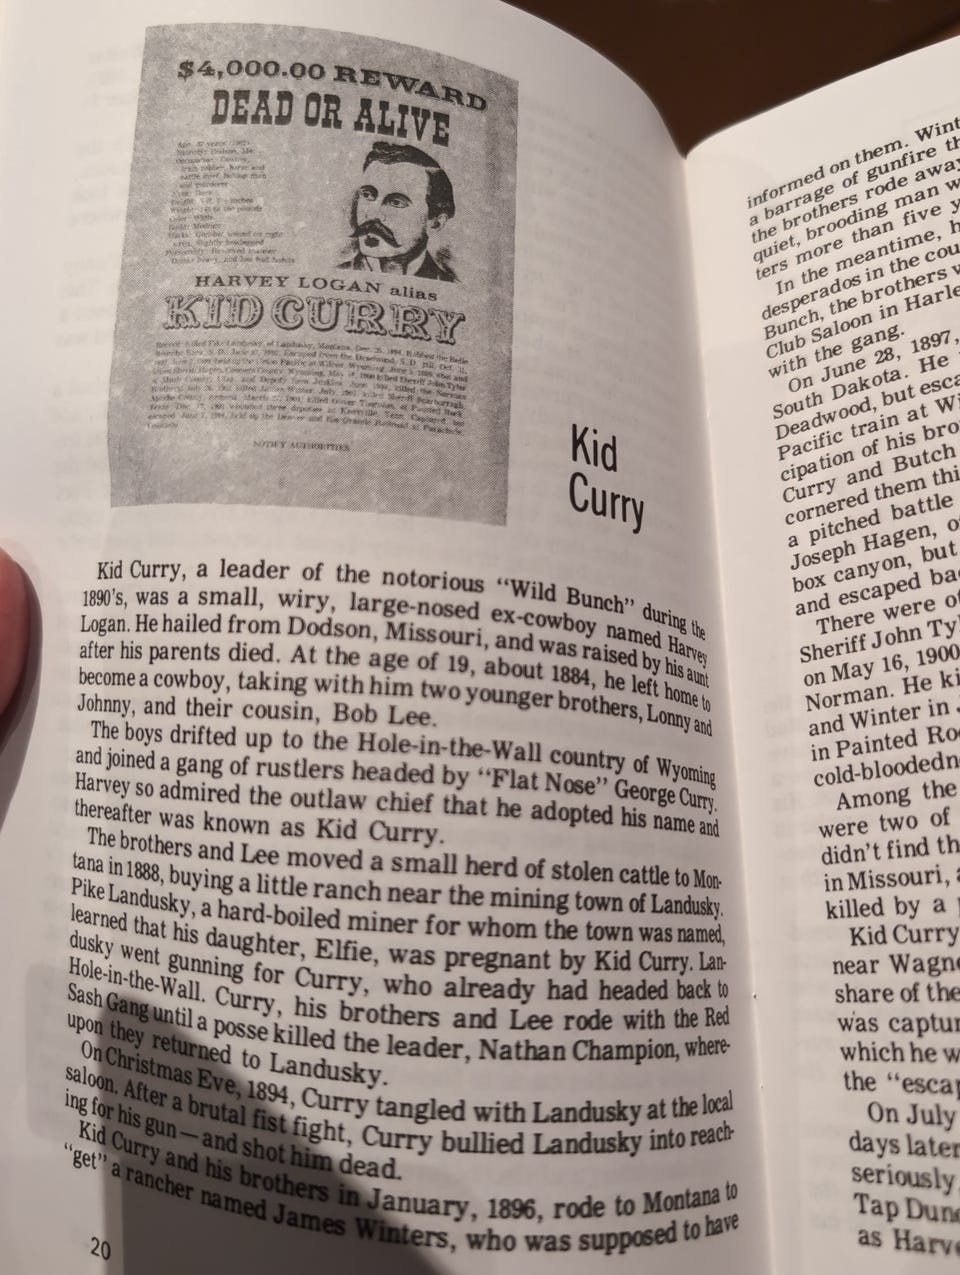 $4,000.00 REWARD
DEAD OR ALIVE
HARVEY LOGAN alias
KID CURRY
NOTIFY AUTHORITIES
Kid
Curry
Kid Curry, a leader of the notorious "Wild Bunch" during the
1890's, was a small, wiry, large-nosed ex-cowboy named Harvey
Logan. He hailed from Dodson, Missouri, and was raised by his aunt
after his parents died. At the age of 19, about 1884, he left home to
become a cowboy, taking with him two younger brothers, Lonny and
Johnny, and their cousin, Bob Lee.
The boys drifted up to the Hole-in-the-Wall country of Wyoming
and joined a gang of rustlers headed by "Flat Nose" George Curry.
Harvey so admired the outlaw chief that he adopted his name and
thereafter was known as Kid Curry.
The brothers and Lee moved a small herd of stolen cattle to Mon-
tana in 1888, buying a little ranch near the mining town of Landusky.
Pike Landusky, a hard-boiled miner for whom the town was named,
learned that his daughter, Elfie, was pregnant by Kid Curry. Lan-
dusky went gunning for Curry, who already had headed back to
Hole-in-the-Wall. Curry, his brothers and Lee rode with the Red
Sash Gang until a posse killed the leader, Nathan Champion, where-
upon they returned to Landusky.
On Christmas Eve, 1894, Curry tangled with Landusky at the local
saloon. After a brutal fist fight, Curry bullied Landusky into reach-
ing for his gun—and shot him dead.
Kid Curry and his brothers in January, 1896, rode to Montana to
"get" a rancher named James Winters, who was supposed to have
20
informed on them. Wint
a barrage of gunfire th
the brothers rode away
quiet, brooding man w
ters more than five y
In the meantime, h
desperados in the cou
Bunch, the brothers w
Club Saloon in Harle
with the gang.
On June 28, 1897,
South Dakota. He
Deadwood, but esca
Pacific train at Wi
cipation of his bro
Curry and Butch
cornered them thi
a pitched battle
Joseph Hagen, o
box canyon, but
and escaped ba
There were o
Sheriff John Ty
on May 16, 1900
Norman. He ki
and Winter in
in Painted Ro
cold-bloodedn
Among the
were two of
didn't find th
in Missouri, a
killed by a
Kid Curry
near Wagne
share of the
was captur
which he w
the "escap
On July
days later
seriously
Tap Dunc
as Harve